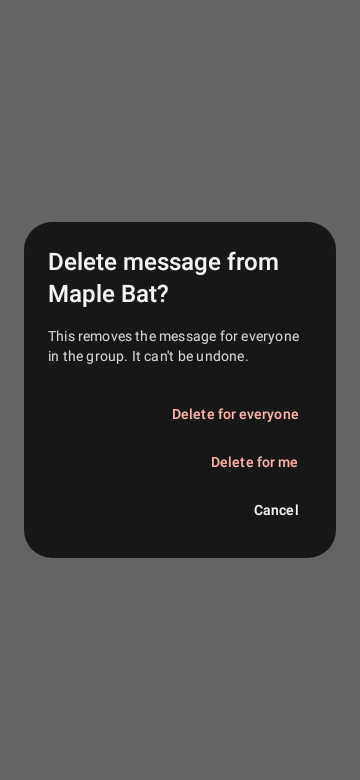 Delete message from
Maple Bat?
This removes the message for everyone
in the group. It can't be undone.
Delete for everyone
Delete for me
Cancel